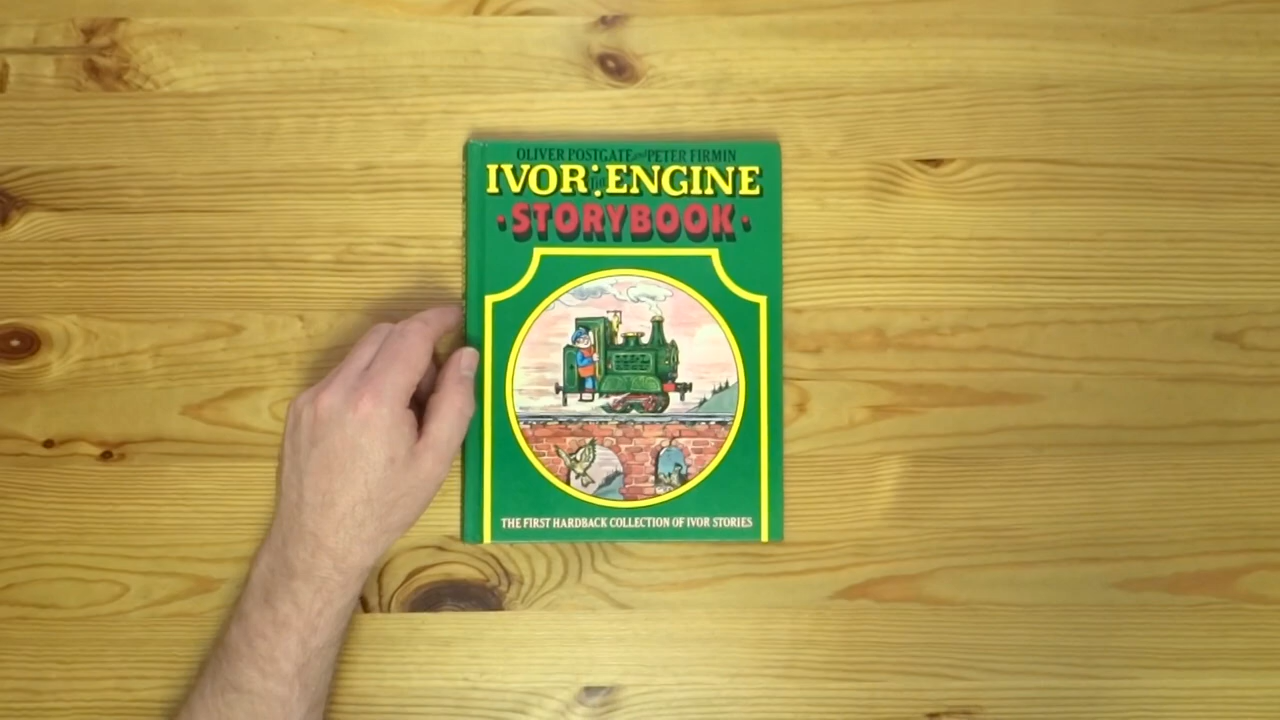 OLIVER POSTGATE and PETER FIRMIN
IVOR the ENGINE
STORYBOOK
THE FIRST HARDBACK COLLECTION OF IVOR STORIES